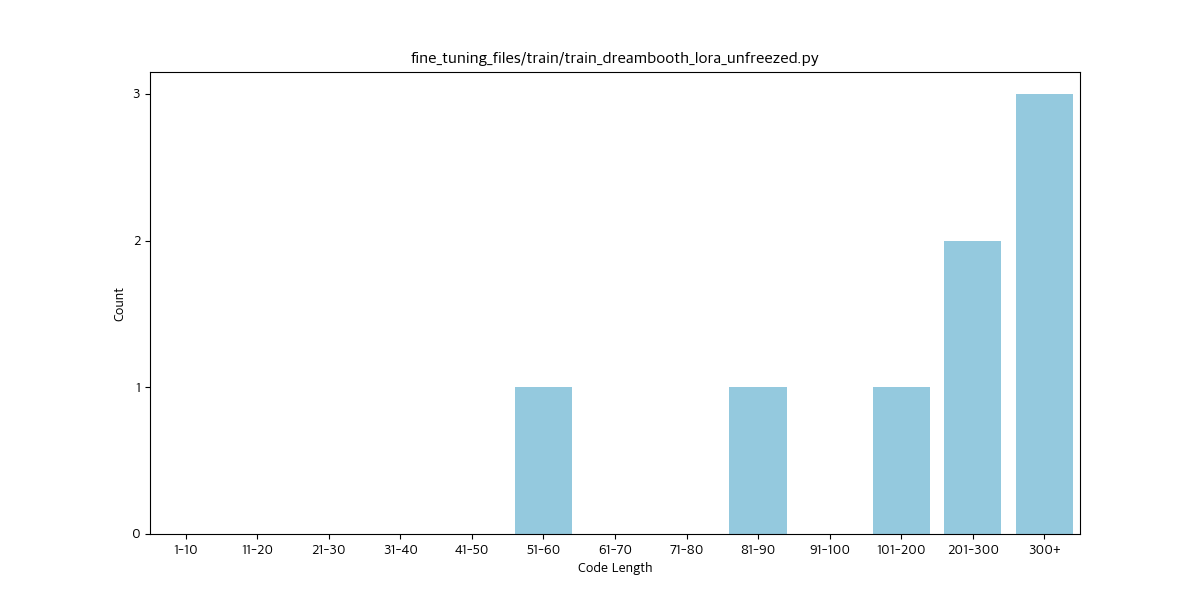 fine_tuning_files/train/train_dreambooth_lora_unfreezed.py
3
2
1
0
Count
1-10 11-20 21-30 31-40 41-50 51-60 61-70 71-80 81-90 91-100 101-200 201-300 300+
Code Length